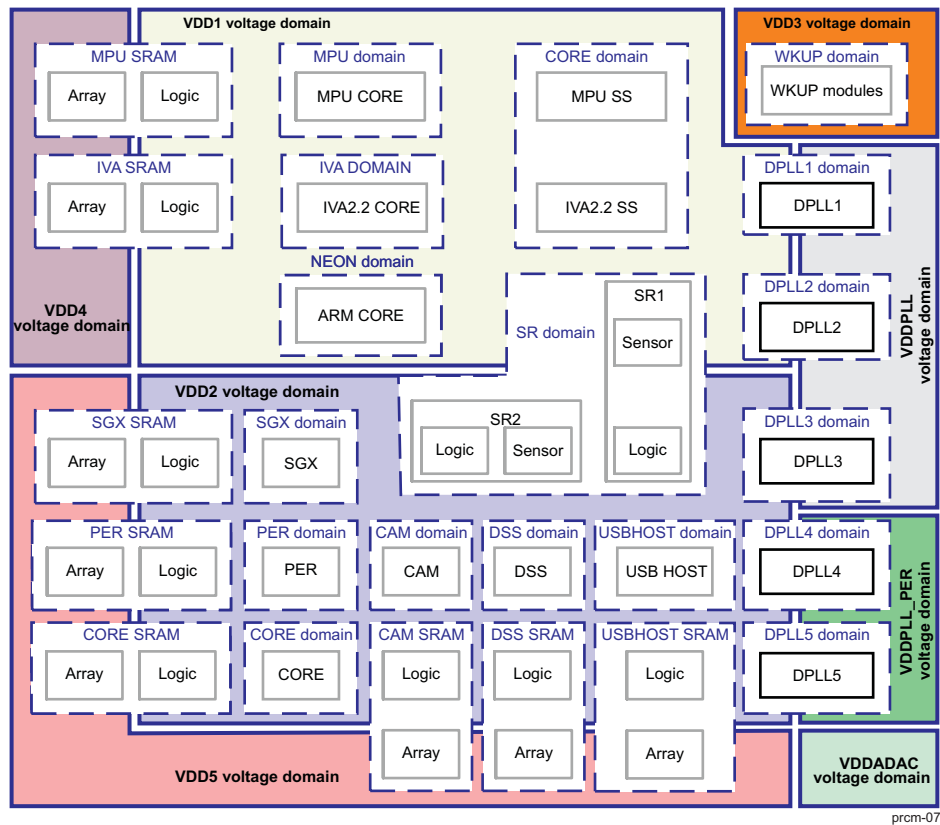 VDD1 voltage domain
VDD3 voltage domain
MPU SRAM
MPU domain
CORE domain
WKUP domain
Array
Logic
MPU CORE
MPU SS
WKUP modules
IVA SRAM
IVA DOMAIN
DPLL1 domain
Array
Logic
IVA2.2 CORE
IVA2.2 SS
DPLL1
NEON domain
DPLL2 domain
VDD4
voltage domain
ARM CORE
SR domain
SR1
Sensor
DPLL2
VDDPLL
voltage domain
VDD2 voltage domain
SGX SRAM
SGX domain
SR2
DPLL3 domain
Array
Logic
SGX
Logic
Sensor
Logic
DPLL3
PER SRAM
PER domain
CAM domain
DSS domain
USBHOST domain
DPLL4 domain
Array
Logic
PER
CAM
DSS
USB HOST
DPLL4
VDDPLL_PER
voltage domain
CORE SRAM
CORE domain
CAM SRAM
DSS SRAM
USBHOST SRAM
DPLL5 domain
Array
Logic
CORE
Logic
Logic
Logic
DPLL5
Array
Array
Array
VDD5 voltage domain
VDDADAC
voltage domain
prcm-07